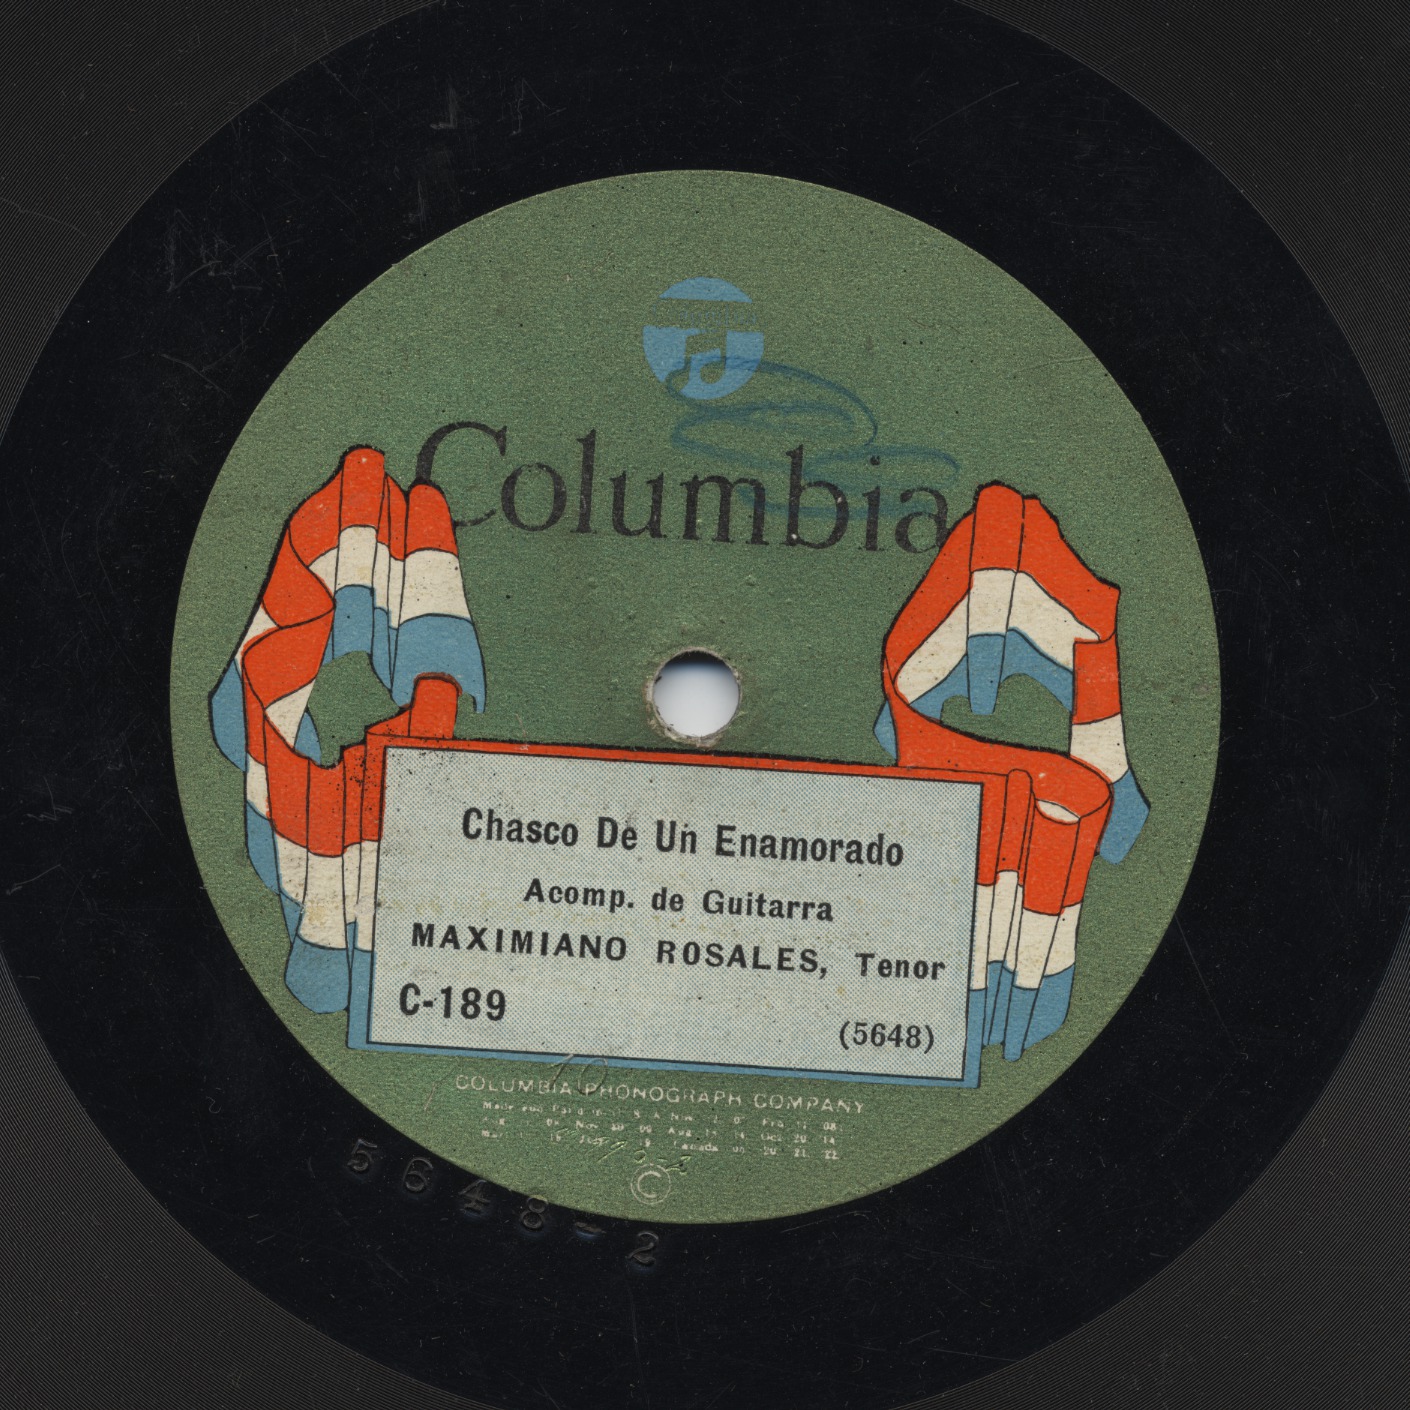 Columbia
Chasco De Un Enamorado
Acomp. de Guitarra
MAXIMIANO ROSALES, Tenor
C-189
(5648)
COLUMBIA PHONOGRAPH COMPANY
©
5648-2